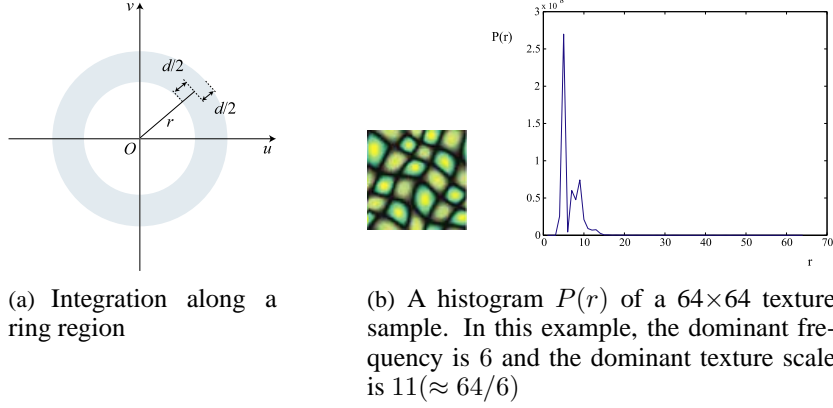 v
d/2
d/2
r
O
u
3 x 10 8
P(r)
2.5
2
1.5
1
0.5
0
0 10 20 30 40 50 60 70
r
(a) Integration along a
ring region
(b) A histogram P(r) of a 64×64 texture
sample. In this example, the dominant fre-
quency is 6 and the dominant texture scale
is 11(≈ 64/6)